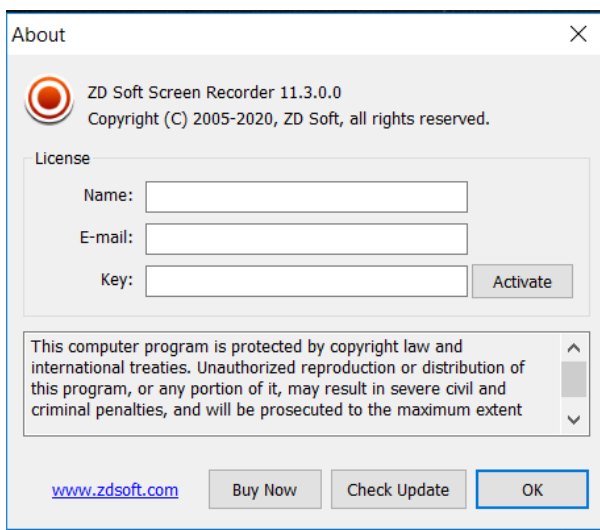 About
ZD Soft Screen Recorder 11.3.0.0
Copyright (C) 2005-2020, ZD Soft, all rights reserved.
License
Name:
E-mail:
Key:
Activate
This computer program is protected by copyright law and
international treaties. Unauthorized reproduction or distribution of
this program, or any portion of it, may result in severe civil and
criminal penalties, and will be prosecuted to the maximum extent
www.zdsoft.com
Buy Now
Check Update
OK